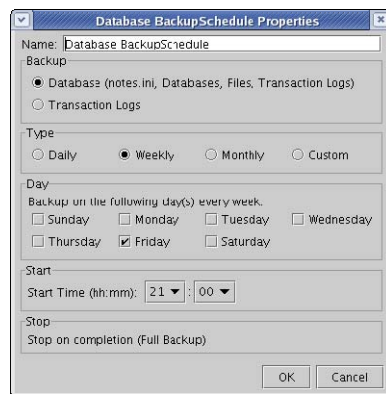 Database BackupSchedule Properties
Name: Database BackupSchedule
Backup
Database (notes.ini, Databases, Files, Transaction Logs)
Transaction Logs
Type
Daily Weekly Monthly Custom
Day
Backup on the following day(s) every week.
Sunday Monday Tuesday Wednesday
Thursday Friday Saturday
Start
Start Time (hh:mm): 21 : 00
Stop
Stop on completion (Full Backup)
OK Cancel